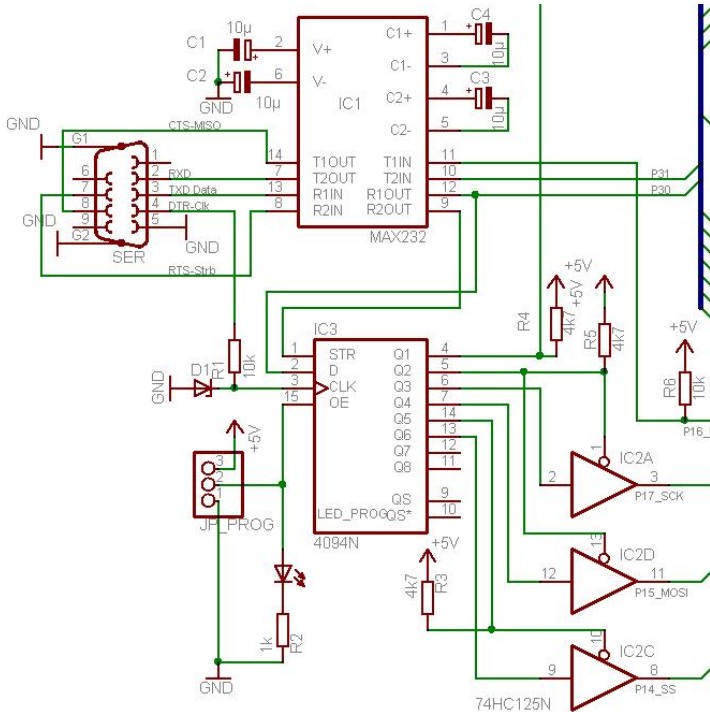 C1
10µ
C2
10µ
GND
2
6
V+
V-
IC1
C1+
C1-
C2+
C2-
1
3
4
5
C4
10µ
C3
10µ
GND
G1
CTS-MISO
1
6
2
RXD
7
3
TXD Data
8
4
DTR-Clk
9
5
GND
G2
GND
SER
RTS-Strb
14
7
13
8
T1OUT
T2OUT
R1IN
R2IN
T1IN
T2IN
R1OUT
R2OUT
11
10
12
9
P31
P30
MAX232
IC3
1
2
3
15
STR
D
CLK
OE
Q1
Q2
Q3
Q4
Q5
Q6
Q7
Q8
QS
QS*
4
5
6
7
14
13
12
11
9
10
LED_PROG
4094N
GND
D1
R1
10k
+5V
3
2
1
JP_PROG
1k
R2
GND
+5V
R4
4k7
+5V
R5
4k7
+5V
R6
10k
P16_
1
IC2A
2
3
P17_SCK
13
IC2D
12
11
P15_MOSI
+5V
4k7
R3
10
IC2C
9
8
P14_SS
74HC125N